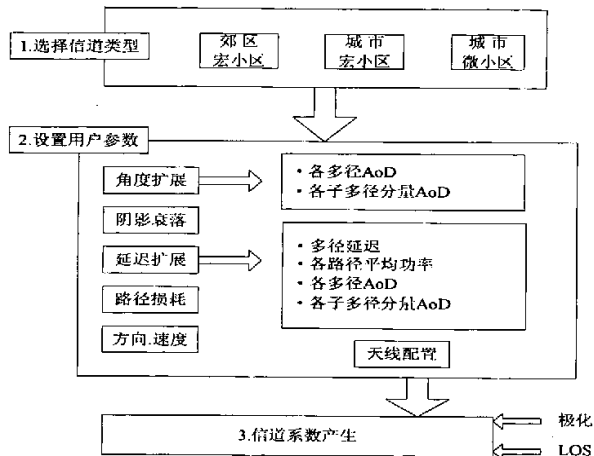 1.选择信道类型
郊 区
宏小区
城 市
宏小区
城 市
微小区
2.设置用户参数
角度扩展
• 各多径AoD
• 各子多径分量AoD
阴影衰落
延迟扩展
• 多径延迟
• 各路径平均功率
• 各多径AoD
• 各子多径分量AoD
路径损耗
方向.速度
天线配置
3.信道系数产生
极化
LOS